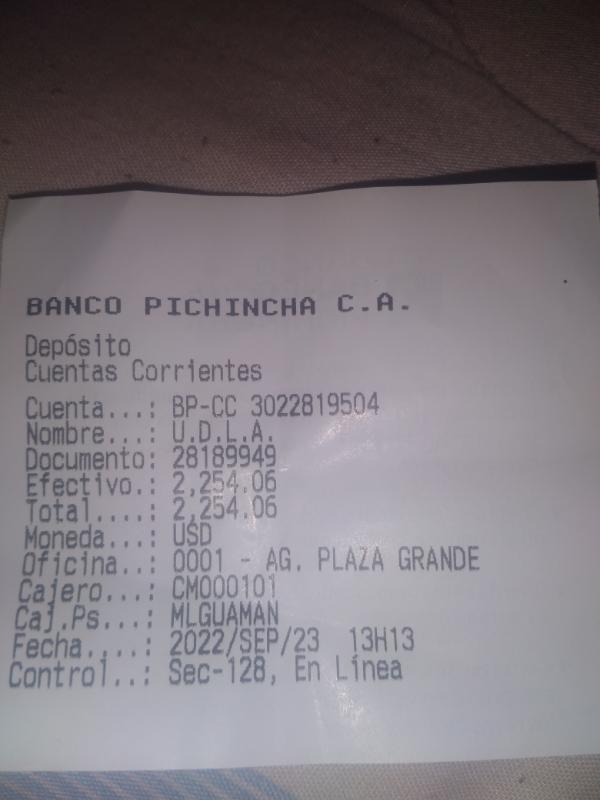 BANCO PICHINCHA C.A.
Depósito
Cuentas Corrientes
Cuenta...: BP-CC 3022819504
Nombre...: U.D.L.A.
Documento: 28189949
Efectivo.: 2,254.06
Total....: 2,254.06
Moneda...: USD
Oficina..: 0001 - AG. PLAZA GRANDE
Cajero...: CM000101
Caj.Ps...: MLGUAMAN
Fecha....: 2022/SEP/23 13H13
Control..: Sec-128, En Línea